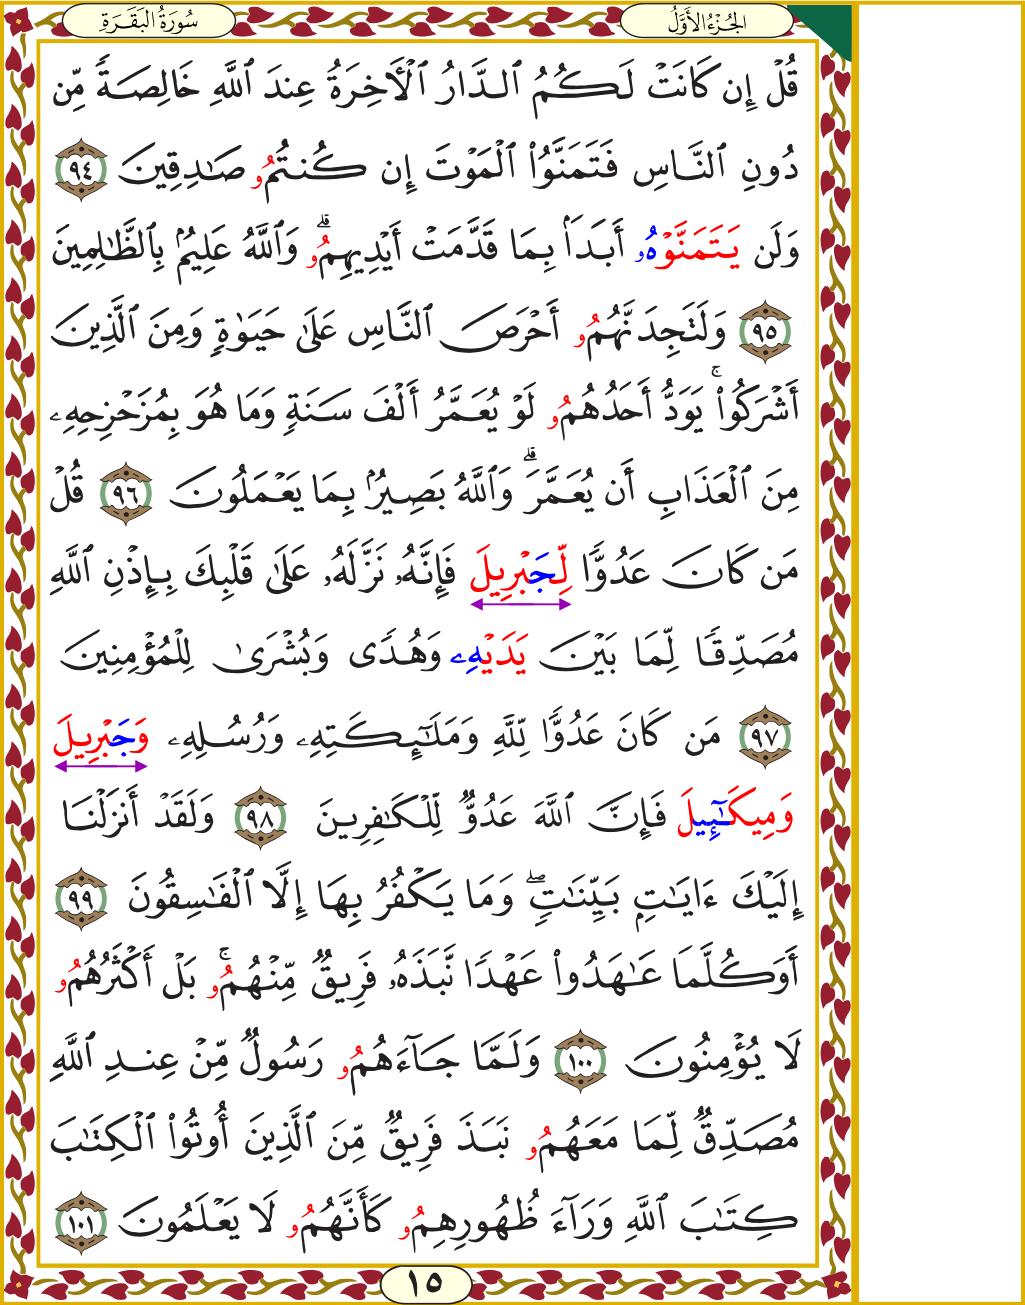 الجُزْءُ الأَوَّلُ
سُورَةُ البَقَرَةِ
قُلْ إِن كَانَتْ لَكُمُ ٱلدَّارُ ٱلْأَخِرَةُ عِندَ ٱللَّهِ خَالِصَةً مِّن
دُونِ ٱلنَّاسِ فَتَمَنَّوُا۟ ٱلْمَوْتَ إِن كُنتُمُۥ صَـٰدِقِينَ ٩٤
وَلَن يَتَمَنَّوْهُۥ أَبَدَۢا بِمَا قَدَّمَتْ أَيْدِيهِمُۥۗ وَٱللَّهُ عَلِيمُۢ بِٱلظَّـٰلِمِينَ
٩٥ وَلَتَجِدَنَّهُمُۥ أَحْرَصَ ٱلنَّاسِ عَلَىٰ حَيَوٰةٍ وَمِنَ ٱلَّذِينَ
أَشْرَكُوا۟ۚ يَوَدُّ أَحَدُهُمُۥ لَوْ يُعَمَّرُ أَلْفَ سَنَةٍ وَمَا هُوَ بِمُزَحْزِحِهِۦ
مِنَ ٱلْعَذَابِ أَن يُعَمَّرَۗ وَٱللَّهُ بَصِيرُۢ بِمَا يَعْمَلُونَ ٩٦ قُلْ
مَن كَانَ عَدُوًّا لِّجَبْرِيلَ فَإِنَّهُۥ نَزَّلَهُۥ عَلَىٰ قَلْبِكَ بِإِذْنِ ٱللَّهِ
مُصَدِّقًا لِّمَا بَيْنَ يَدَيْهِۦ وَهُدًى وَبُشْرَىٰ لِلْمُؤْمِنِينَ
٩٧ مَن كَانَ عَدُوًّا لِّلَّهِ وَمَلَـٰٓئِكَتِهِۦ وَرُسُلِهِۦ وَجَبْرِيلَ
وَمِيكَـٰٓئِيلَ فَإِنَّ ٱللَّهَ عَدُوٌّ لِّلْكَـٰفِرِينَ ٩٨ وَلَقَدْ أَنزَلْنَا
إِلَيْكَ ءَايَـٰتِۭ بَيِّنَـٰتٍۖ وَمَا يَكْفُرُ بِهَا إِلَّا ٱلْفَـٰسِقُونَ ٩٩
أَوَكُلَّمَا عَـٰهَدُوا۟ عَهْدًا نَّبَذَهُۥ فَرِيقٌ مِّنْهُمُۥۚ بَلْ أَكْثَرُهُمُۥ
لَا يُؤْمِنُونَ ١٠٠ وَلَمَّا جَآءَهُمُۥ رَسُولٌ مِّنْ عِندِ ٱللَّهِ
مُصَدِّقٌ لِّمَا مَعَهُمُۥ نَبَذَ فَرِيقٌ مِّنَ ٱلَّذِينَ أُوتُوا۟ ٱلْكِتَـٰبَ
كِتَـٰبَ ٱللَّهِ وَرَآءَ ظُهُورِهِمُۥ كَأَنَّهُمُۥ لَا يَعْلَمُونَ ١٠١
١٥